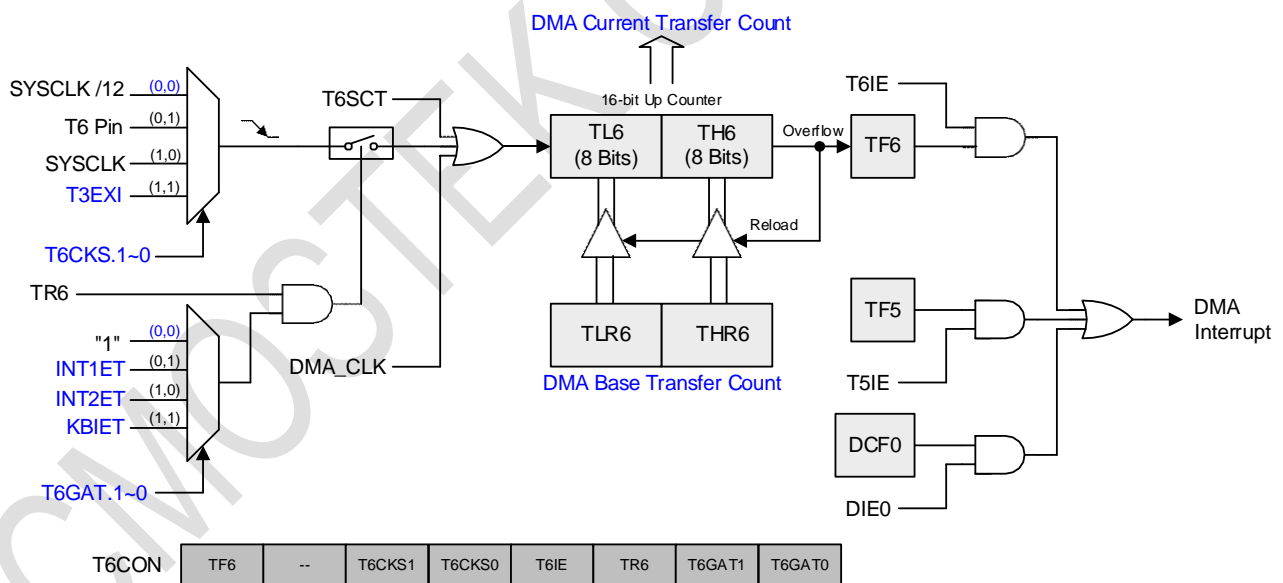 DMA Current Transfer Count
SYSCLK /12 (0,0)
T6 Pin (0,1)
SYSCLK (1,0)
T3EXI (1,1)
T6CKS.1~0
T6SCT
16-bit Up Counter
TL6
(8 Bits)
TH6
(8 Bits)
Overflow
TF6
T6IE
Reload
TR6
"1" (0,0)
INT1ET (0,1)
INT2ET (1,0)
KBIET (1,1)
T6GAT.1~0
DMA_CLK
TLR6
THR6
DMA Base Transfer Count
TF5
T5IE
DCF0
DIE0
DMA
Interrupt
T6CON TF6 -- T6CKS1 T6CKS0 T6IE TR6 T6GAT1 T6GAT0
CMOSTEK